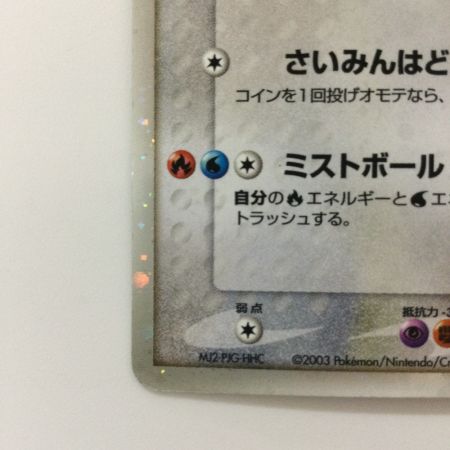 さいみんはど
コインを1回投げオモテなら、
ミストボール
自分のエネルギーとエネ
トラッシュする。
弱点
抵抗力 -3
MJ2-PJG-HHC
©2003 Pokémon/Nintendo/Cr